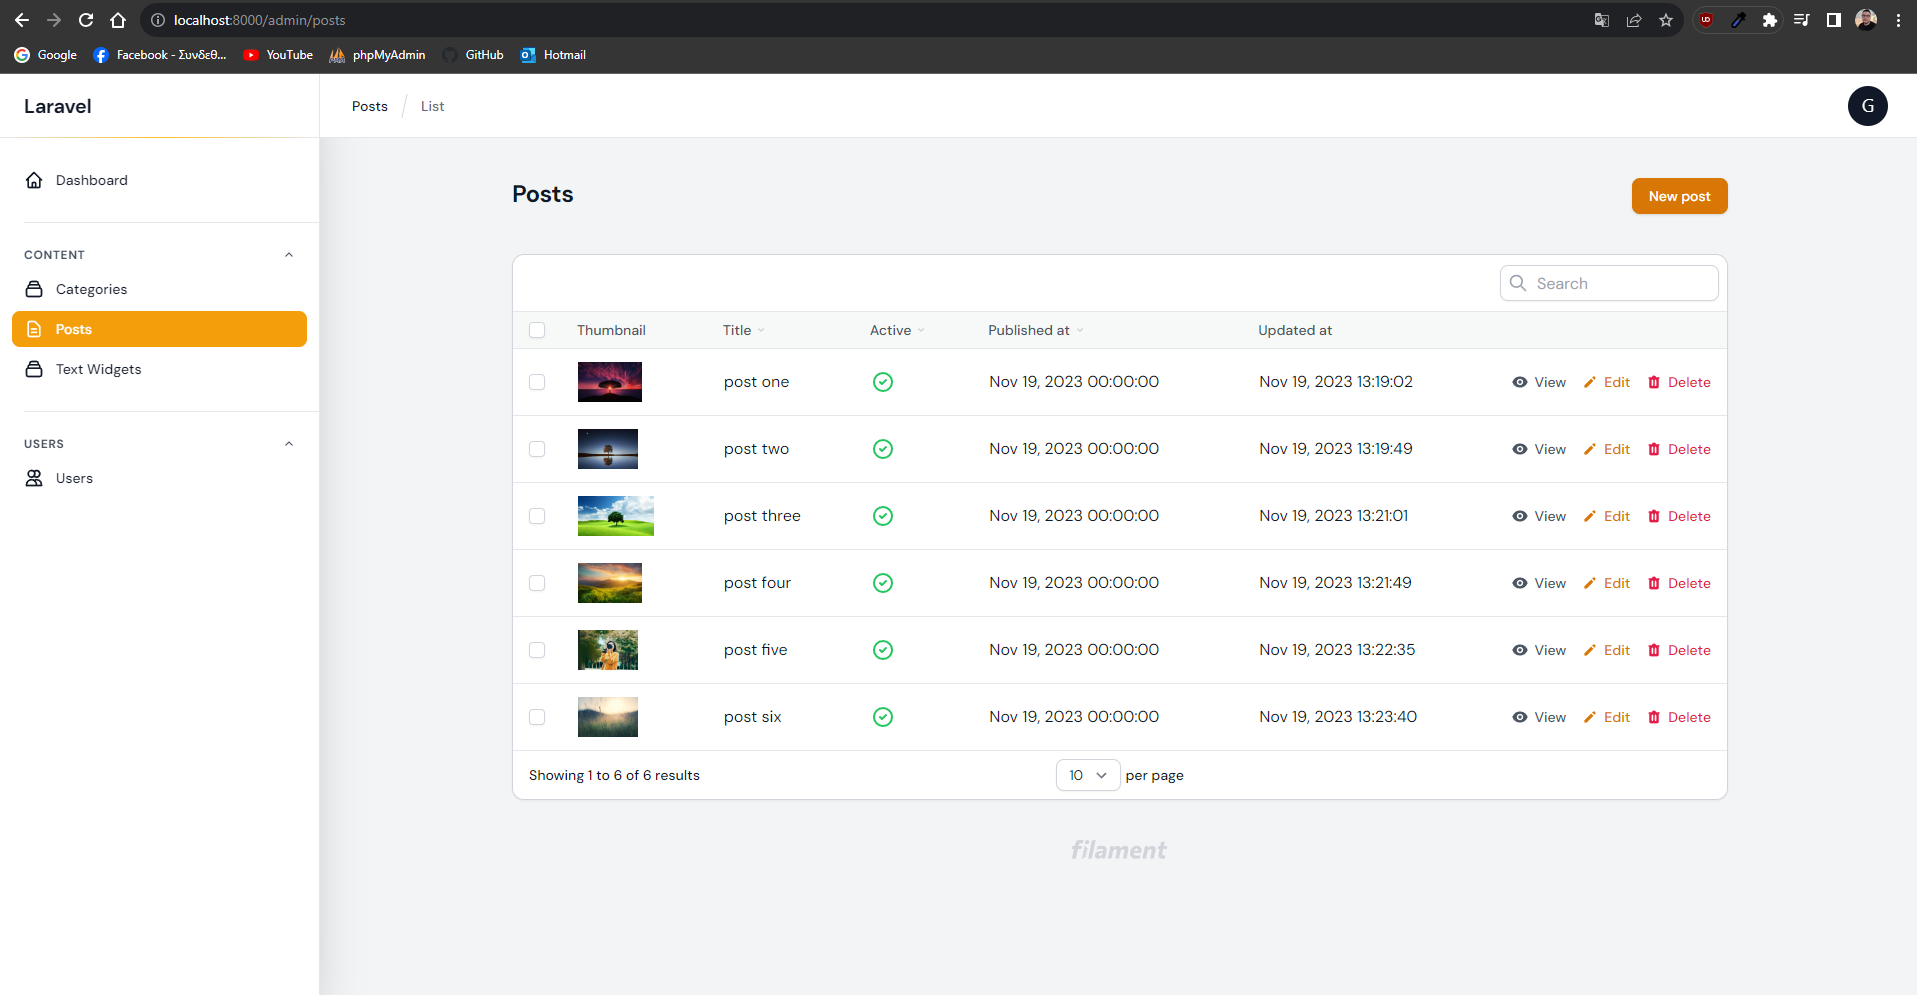 localhost:8000/admin/posts
Google Facebook - Συνδεθ... YouTube phpMyAdmin GitHub Hotmail
Laravel
Posts / List
G
Dashboard
CONTENT
Categories
Posts
Text Widgets
USERS
Users
Posts
New post
Search
Thumbnail Title Active Published at Updated at
post one Nov 19, 2023 00:00:00 Nov 19, 2023 13:19:02 View Edit Delete
post two Nov 19, 2023 00:00:00 Nov 19, 2023 13:19:49 View Edit Delete
post three Nov 19, 2023 00:00:00 Nov 19, 2023 13:21:01 View Edit Delete
post four Nov 19, 2023 00:00:00 Nov 19, 2023 13:21:49 View Edit Delete
post five Nov 19, 2023 00:00:00 Nov 19, 2023 13:22:35 View Edit Delete
post six Nov 19, 2023 00:00:00 Nov 19, 2023 13:23:40 View Edit Delete
Showing 1 to 6 of 6 results 10 per page
filament